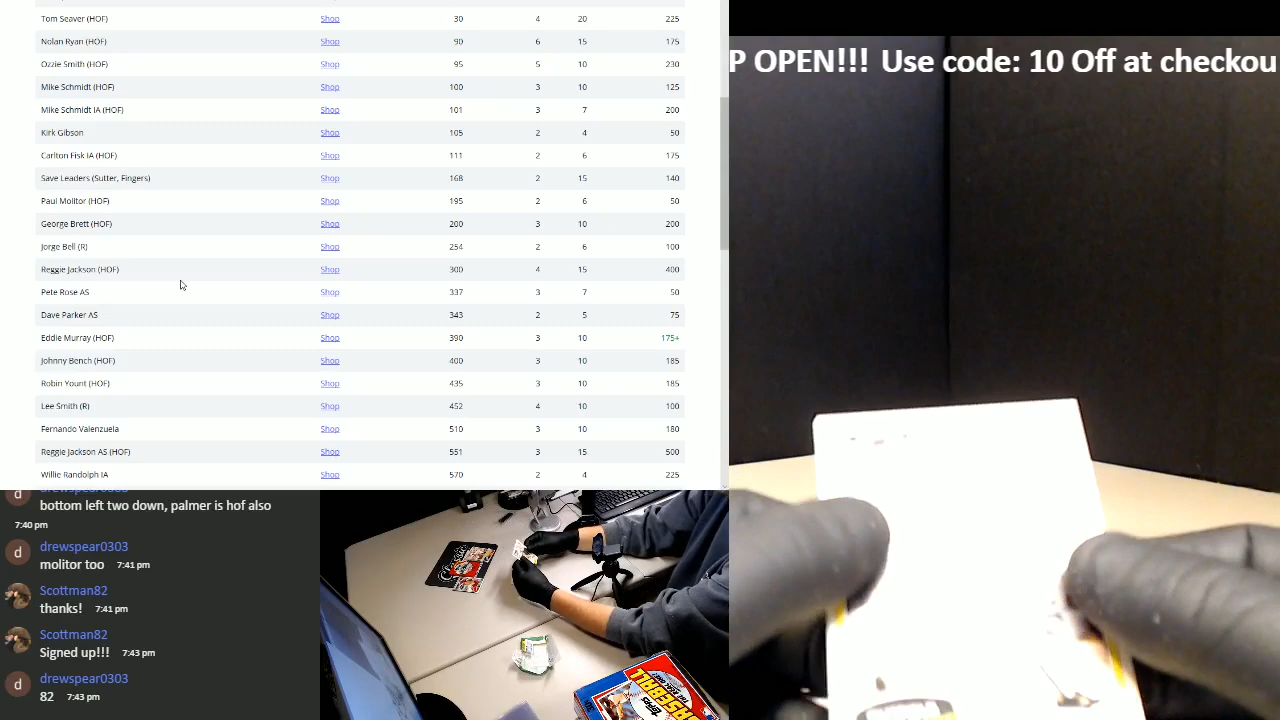 Tom Seaver (HOF) Shop 30 4 20 225
Nolan Ryan (HOF) Shop 90 6 15 175
Ozzie Smith (HOF) Shop 95 5 10 230
Mike Schmidt (HOF) Shop 100 3 10 125
Mike Schmidt IA (HOF) Shop 101 3 7 200
Kirk Gibson Shop 105 2 4 50
Carlton Fisk IA (HOF) Shop 111 2 6 175
Save Leaders (Sutter, Fingers) Shop 168 2 15 140
Paul Molitor (HOF) Shop 195 2 6 50
George Brett (HOF) Shop 200 3 10 200
Jorge Bell (R) Shop 254 2 6 100
Reggie Jackson (HOF) Shop 300 4 15 400
Pete Rose AS Shop 337 3 7 50
Dave Parker AS Shop 343 2 5 75
Eddie Murray (HOF) Shop 390 3 10 175+
Johnny Bench (HOF) Shop 400 3 10 185
Robin Yount (HOF) Shop 435 3 10 185
Lee Smith (R) Shop 452 4 10 100
Fernando Valenzuela Shop 510 3 10 180
Reggie Jackson AS (HOF) Shop 551 3 15 500
Willie Randolph IA Shop 570 2 4 225
P OPEN!!! Use code: 10 Off at checkou
d drewspear0303
bottom left two down, palmer is hof also
7:40 pm
d drewspear0303
molitor too 7:41 pm
Scottman82
thanks! 7:41 pm
Scottman82
Signed up!!! 7:43 pm
d drewspear0303
82 7:43 pm
topps
BASEBALL